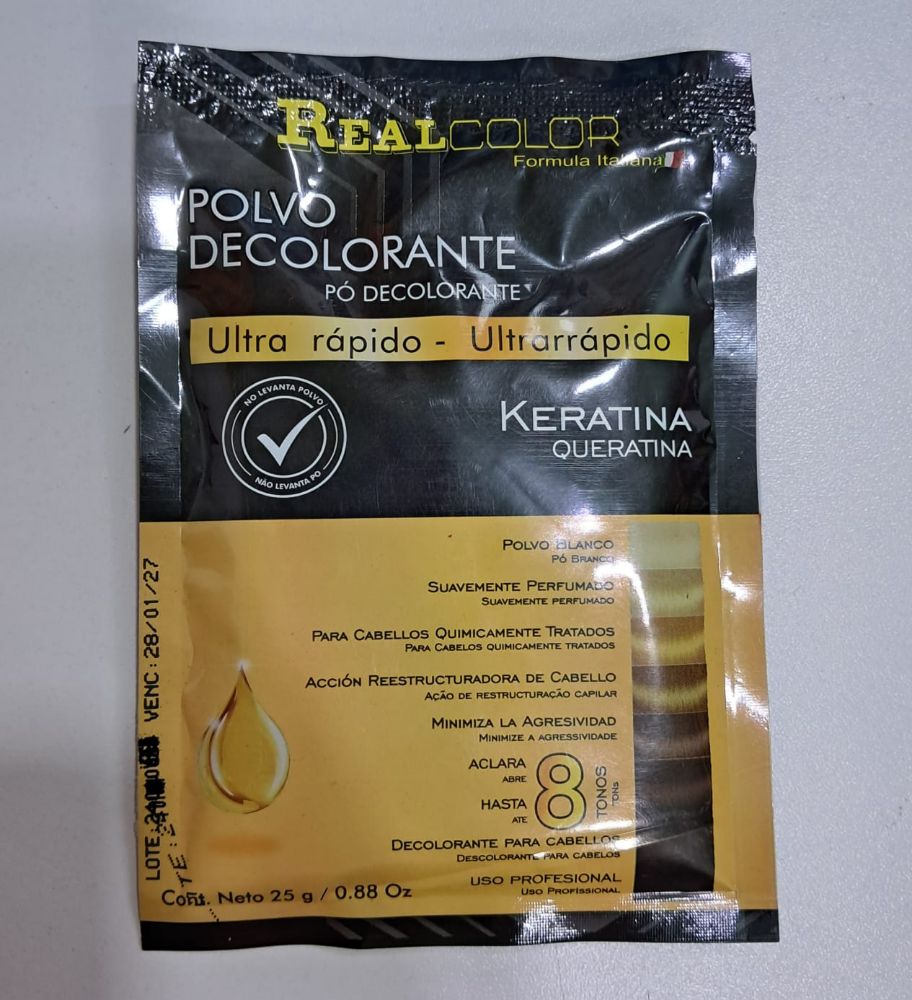 REALCOLOR
Formula Italiana
POLVO
DECOLORANTE
PÓ DECOLORANTE
Ultra rápido - Ultrarrápido
NO LEVANTA POLVO
NÃO LEVANTA PO
KERATINA
QUERATINA
POLVO BLANCO
PÓ BRANCO
SUAVEMENTE PERFUMADO
SUAVEMENTE PERFUMADO
PARA CABELLOS QUIMICAMENTE TRATADOS
PARA CABELOS QUIMICAMENTE TRATADOS
ACCIÓN REESTRUCTURADORA DE CABELLO
AÇÃO DE RESTRUCTURAÇÃO CAPILAR
MINIMIZA LA AGRESIVIDAD
MINIMIZE A AGRESSIVIDADE
ACLARA
ABRE
HASTA
ATE
8
TONOS
TONS
DECOLORANTE PARA CABELLOS
DESCOLORANTE PARA CABELOS
USO PROFESIONAL
USO PROFISSIONAL
Cont. Neto 25 g / 0.88 Oz
LOTE:
VENC: 28/01/27